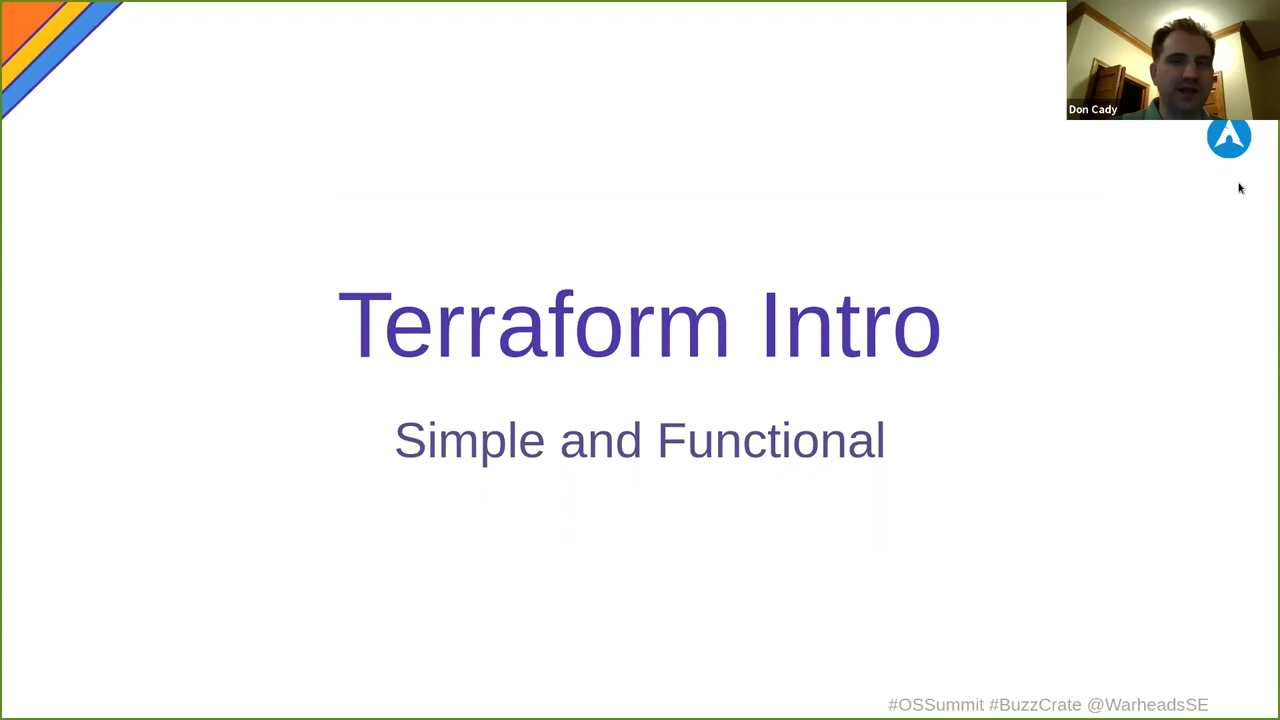 Don Cady
Terraform Intro
Simple and Functional
#OSSummit #BuzzCrate @WarheadsSE